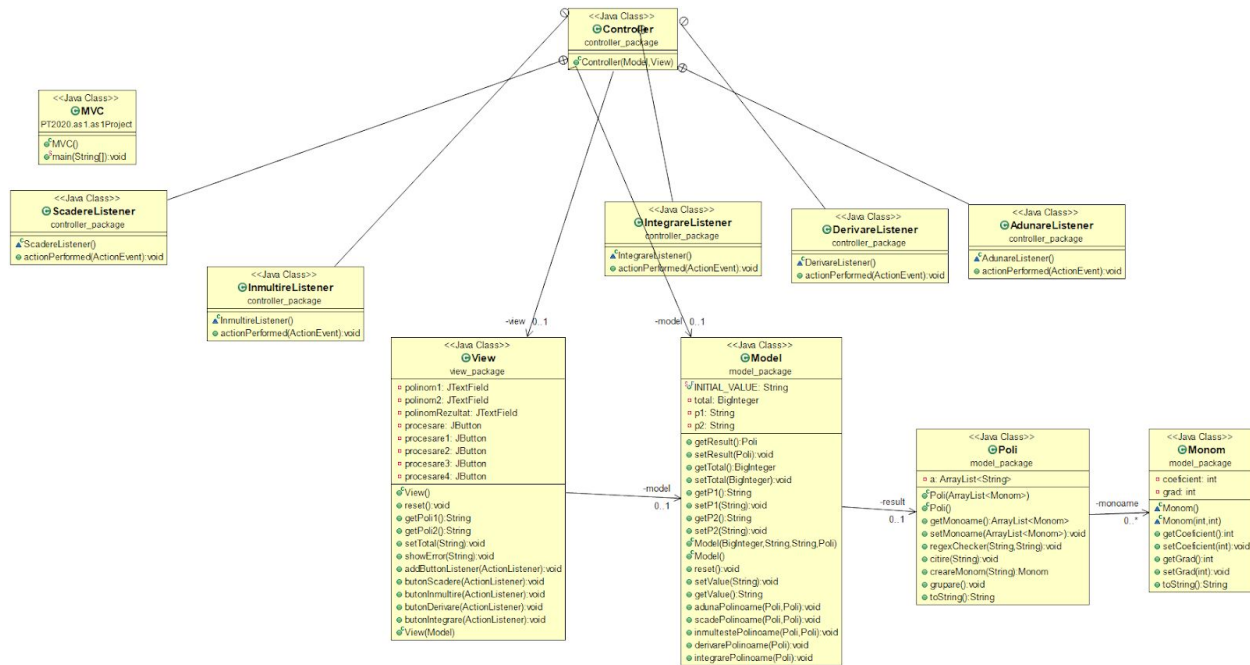 <<Java Class>>
Controller
controller_package
Controller(Model,View)
<<Java Class>>
MVC
PT2020.as1.as1Project
MVC()
main(String[]):void
<<Java Class>>
ScadereListener
controller_package
ScadereListener()
actionPerformed(ActionEvent):void
<<Java Class>>
InmultireListener
controller_package
InmultireListener()
actionPerformed(ActionEvent):void
<<Java Class>>
IntegrareListener
controller_package
IntegrareListener()
actionPerformed(ActionEvent):void
<<Java Class>>
DerivareListener
controller_package
DerivareListener()
actionPerformed(ActionEvent):void
<<Java Class>>
AdunareListener
controller_package
AdunareListener()
actionPerformed(ActionEvent):void
-view 0..1
-model 0..1
<<Java Class>>
View
view_package
polinom1: JTextField
polinom2: JTextField
polinomRezultat: JTextField
procesare: JButton
procesare1: JButton
procesare2: JButton
procesare3: JButton
procesare4: JButton
View()
reset():void
getPoli1():String
getPoli2():String
setTotal(String):void
showError(String):void
addButtonListener(ActionListener):void
butonScadere(ActionListener):void
butonInmultire(ActionListener):void
butonDerivare(ActionListener):void
butonIntegrare(ActionListener):void
View(Model)
-model
0..1
<<Java Class>>
Model
model_package
INITIAL_VALUE: String
total: BigInteger
p1: String
p2: String
getResult():Poli
setResult(Poli):void
getTotal():BigInteger
setTotal(BigInteger):void
getP1():String
setP1(String):void
getP2():String
setP2(String):void
Model(BigInteger,String,String,Poli)
Model()
reset():void
setValue(String):void
getValue():String
adunaPolinoame(Poli,Poli):void
scadePolinoame(Poli,Poli):void
inmultestePolinoame(Poli,Poli):void
derivarePolinoame(Poli):void
integrarePolinoame(Poli):void
-result
0..1
<<Java Class>>
Poli
model_package
a: ArrayList<String>
Poli(ArrayList<Monom>)
Poli()
getMonoame():ArrayList<Monom>
setMonoame(ArrayList<Monom>):void
regexChecker(String,String):void
citire(String):void
creareMonom(String):Monom
grupare():void
toString():String
-monoame
0..*
<<Java Class>>
Monom
model_package
coeficient: int
grad: int
Monom()
Monom(int,int)
getCoeficient():int
setCoeficient(int):void
getGrad():int
setGrad(int):void
toString():String